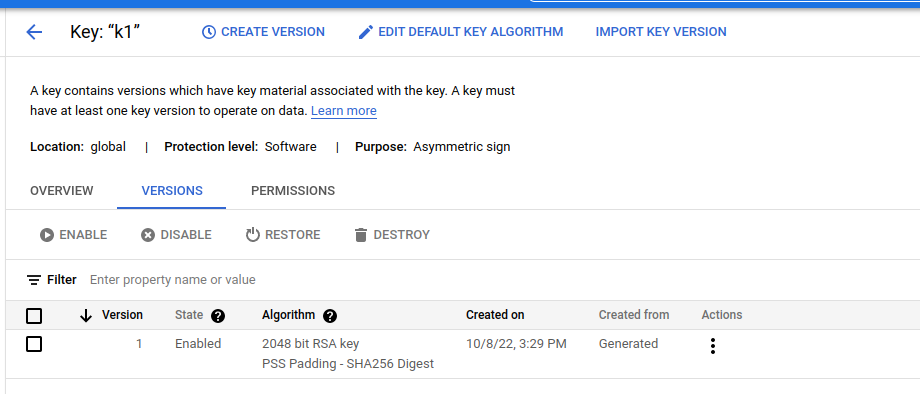 Key: “k1” CREATE VERSION EDIT DEFAULT KEY ALGORITHM IMPORT KEY VERSION
A key contains versions which have key material associated with the key. A key must
have at least one key version to operate on data. Learn more
Location: global | Protection level: Software | Purpose: Asymmetric sign
OVERVIEW VERSIONS PERMISSIONS
ENABLE DISABLE RESTORE DESTROY
Filter Enter property name or value
Version State ? Algorithm ? Created on Created from Actions
1 Enabled 2048 bit RSA key 10/8/22, 3:29 PM Generated
PSS Padding - SHA256 Digest